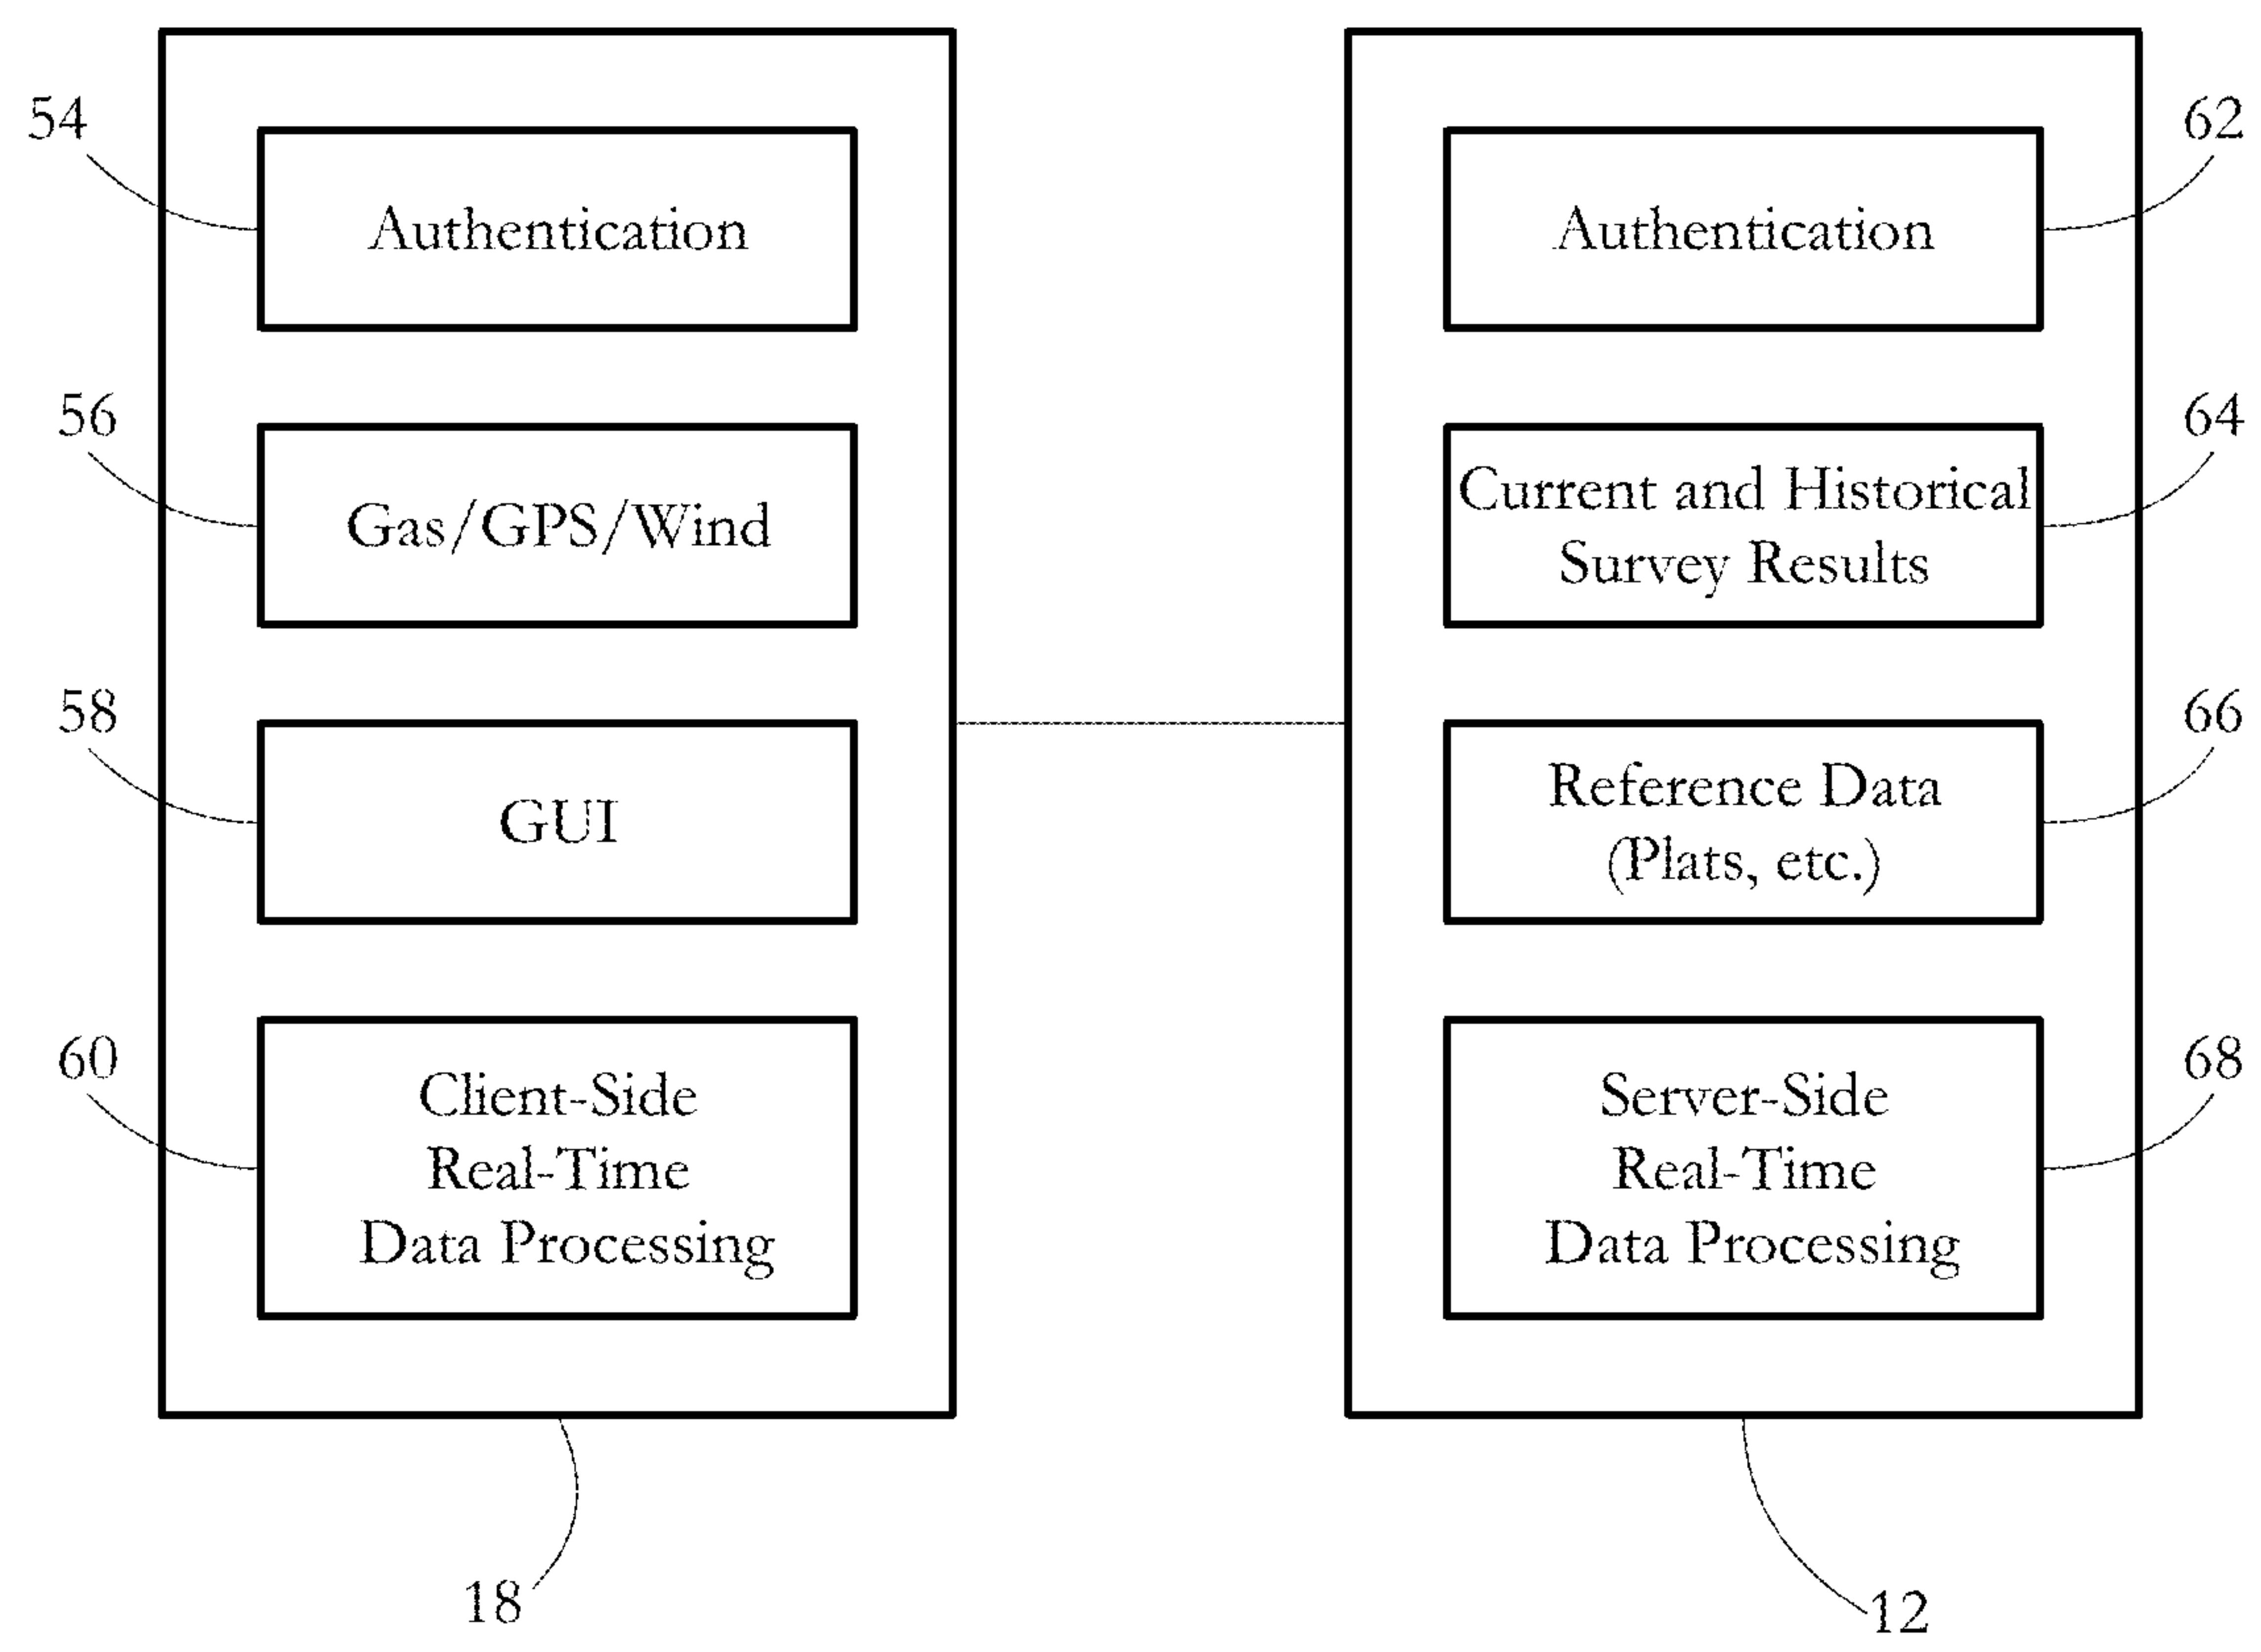 54
Authentication
56
Gas/GPS/Wind
58
GUI
60
Client-Side
Real-Time
Data Processing
18
62
Authentication
64
Current and Historical
Survey Results
66
Reference Data
(Plats, etc.)
68
Server-Side
Real-Time
Data Processing
12